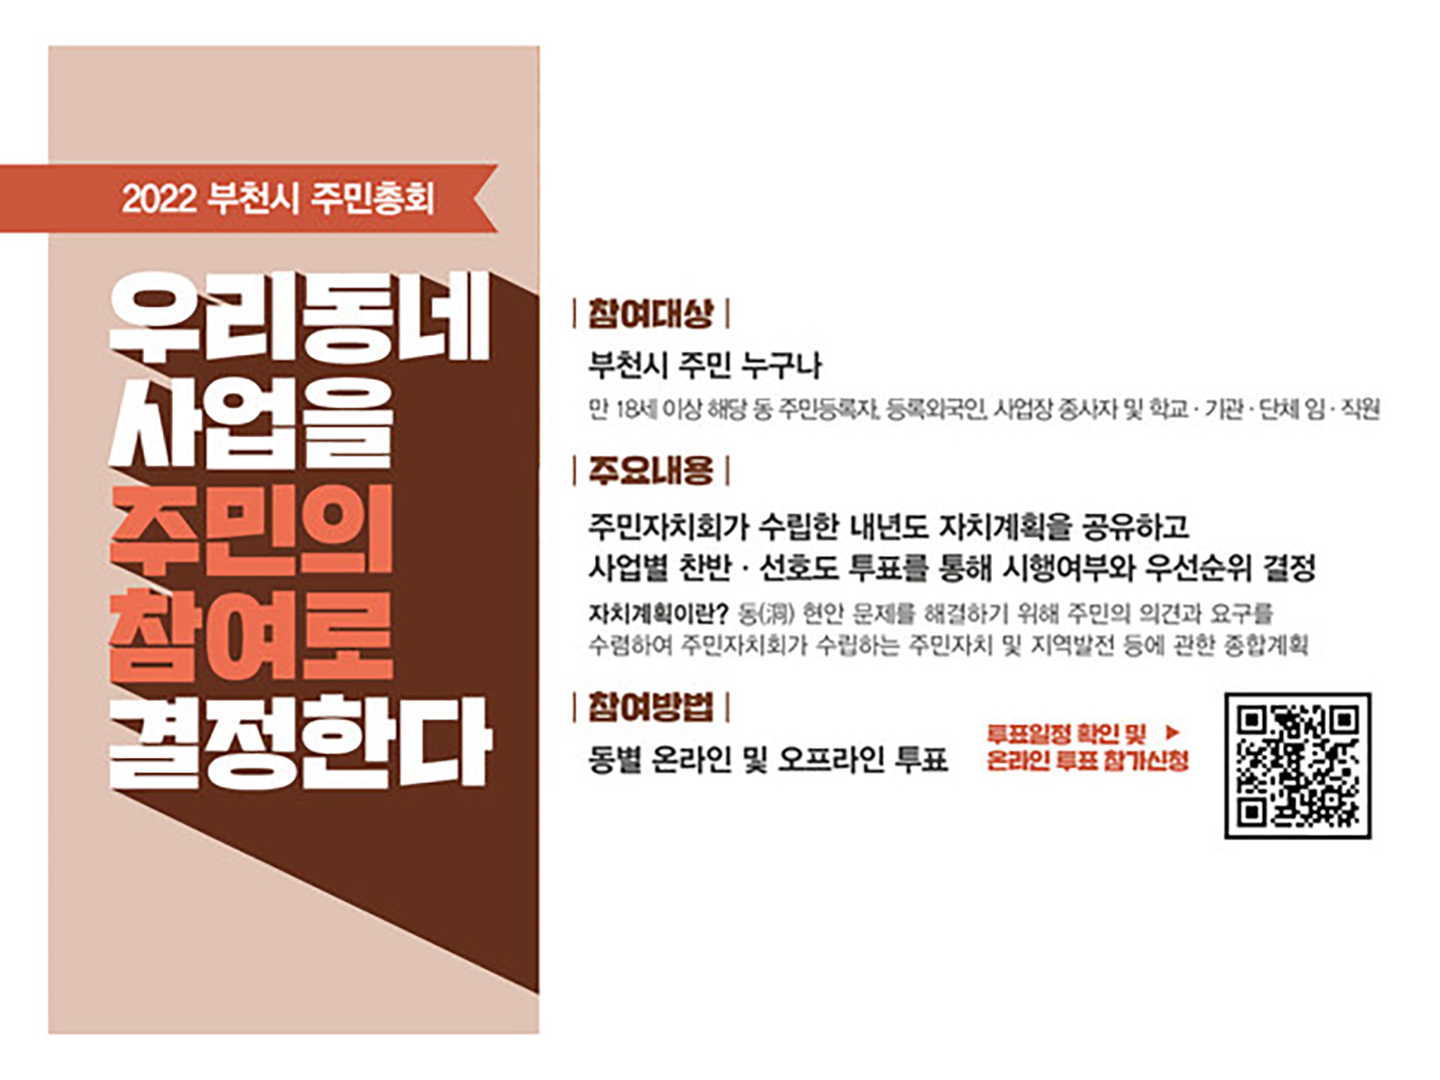 2022 부천시 주민총회
우리동네
사업을
주민의
참여로
결정한다
| 참여대상 |
부천시 주민 누구나
만 18세 이상 해당 동 주민등록자, 등록외국인, 사업장 종사자 및 학교 · 기관 · 단체 임 · 직원
| 주요내용 |
주민자치회가 수립한 내년도 자치계획을 공유하고
사업별 찬반 · 선호도 투표를 통해 시행여부와 우선순위 결정
자치계획이란? 동(洞) 현안 문제를 해결하기 위해 주민의 의견과 요구를
수렴하여 주민자치회가 수립하는 주민자치 및 지역발전 등에 관한 종합계획
| 참여방법 |
동별 온라인 및 오프라인 투표
투표일정 확인 및 ▶
온라인 투표 참가신청